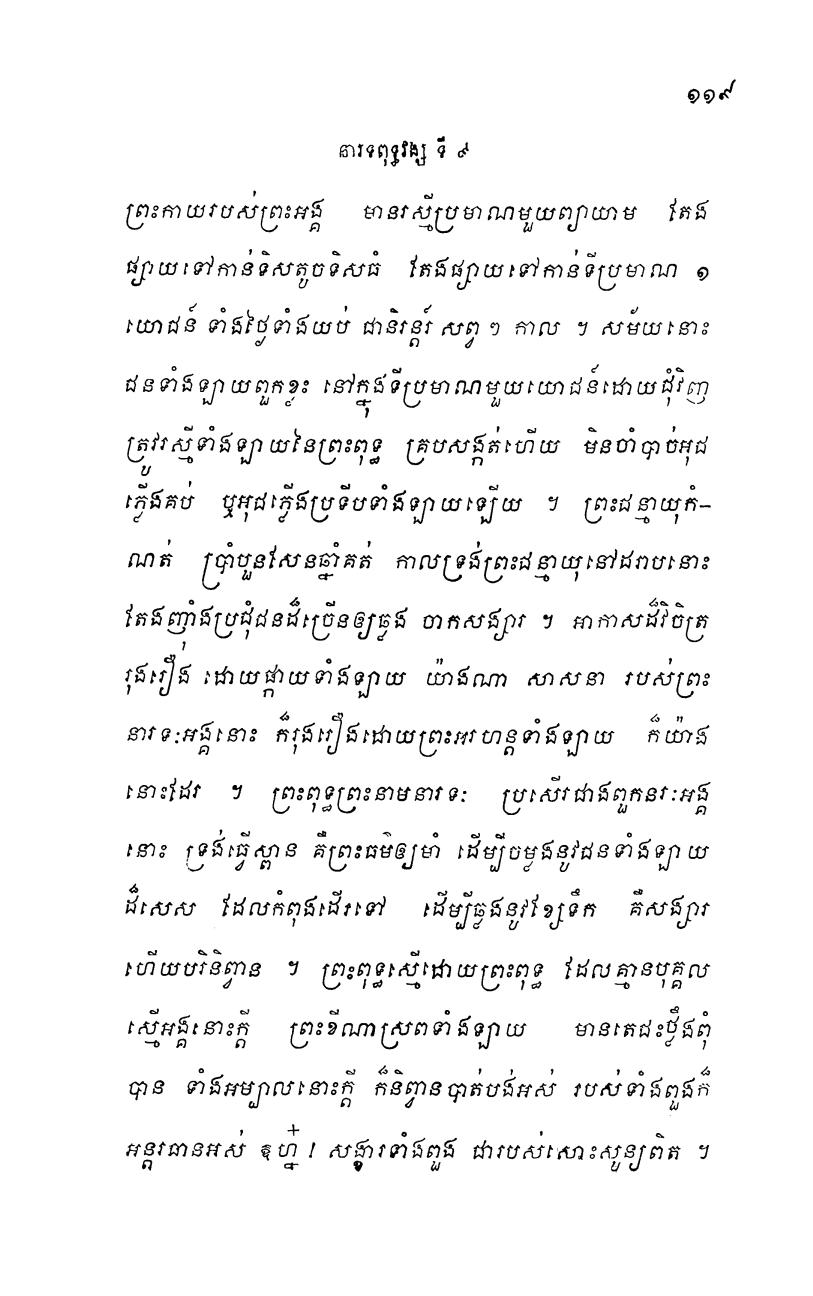 ១១៩
នារទពុទ្ធវង្ស ទី ៩
ព្រះកាយរបស់ព្រះអង្គ មានរស្មីប្រមាណមួយព្យាយាម តែង
ផ្សាយទៅកាន់ទិសតូចទិសធំ តែងផ្សាយទៅកាន់ទីប្រមាណ ១
យោជន៍ ទាំងថ្ងៃទាំងយប់ ជានិរន្តរ៍ សព្វ ៗ កាល ។ សម័យនោះ
ជនទាំងឡាយពួកខ្លះ នៅក្នុងទីប្រមាណមួយយោជន៍ដោយជុំវិញ
ត្រូវរស្មីទាំងឡាយនៃព្រះពុទ្ធ គ្របសង្កត់ហើយ មិនចាំបាច់អុជ
ភ្លើងគប់ ឬអុជភ្លើងប្រទីបទាំងឡាយឡើយ ។ ព្រះជន្មាយុកំ-
ណត់ ប្រាំបួនសែនឆ្នាំគត់ កាលទ្រង់ព្រះជន្មាយុនៅដរាបនោះ
តែងញ៉ាំងប្រជុំជនដ៏ច្រើនឲ្យឆ្លង ចាកសង្សារ ។ អាកាសដ៏វិចិត្រ
រុងរឿង ដោយផ្កាយទាំងឡាយ យ៉ាងណា សាសនា របស់ព្រះ
នារទៈអង្គនោះ ក៏រុងរឿងដោយព្រះអរហន្តទាំងឡាយ ក៏យ៉ាង
នោះដែរ ។ ព្រះពុទ្ធព្រះនាមនារទៈ ប្រសើរជាងពួកនរៈអង្គ
នោះ ទ្រង់ធ្វើស្ពាន គឺព្រះធម៌ឲ្យមាំ ដើម្បីចម្លងនូវជនទាំងឡាយ
ដ៏សេស ដែលកំពុងដើរទៅ ដើម្បីឆ្លងនូវខ្សែទឹក គឺសង្សារ
ហើយបរិនិព្វាន ។ ព្រះពុទ្ធស្មើដោយព្រះពុទ្ធ ដែលគ្មានបុគ្គល
ស្មើអង្គនោះក្តី ព្រះខីណាស្រពទាំងឡាយ មានតេជះថ្លឹងពុំ
បាន ទាំងអម្បាលនោះក្តី ក៏និព្វានបាត់បង់អស់ របស់ទាំងពួងក៏
អន្តរធានអស់ ឱហ្ន៎ ! សង្ខារទាំងពួង ជារបស់សោះសូន្យពិត ។